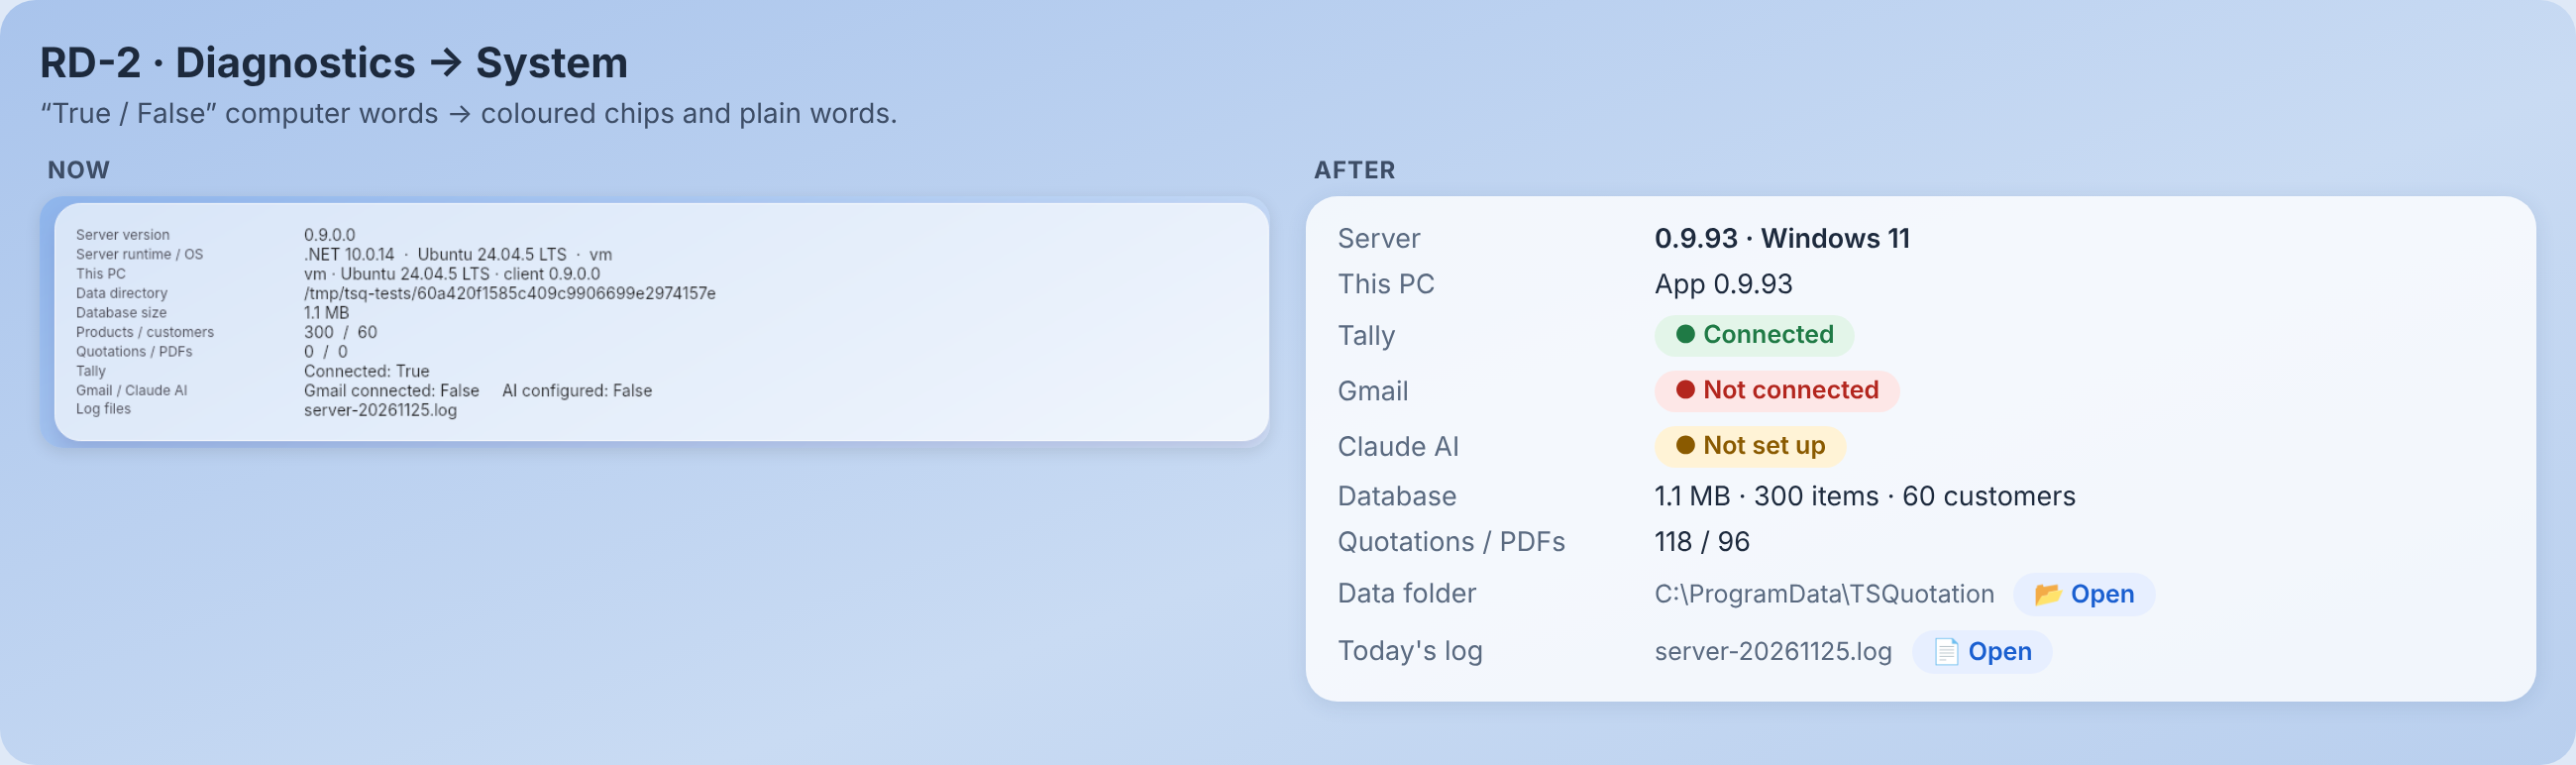 RD-2 · Diagnostics → System
“True / False” computer words → coloured chips and plain words.
NOW
Server version 0.9.0.0
Server runtime / OS .NET 10.0.14 · Ubuntu 24.04.5 LTS · vm
This PC vm · Ubuntu 24.04.5 LTS · client 0.9.0.0
Data directory /tmp/tsq-tests/60a420f1585c409c9906699e2974157e
Database size 1.1 MB
Products / customers 300 / 60
Quotations / PDFs 0 / 0
Tally Connected: True
Gmail / Claude AI Gmail connected: False AI configured: False
Log files server-20261125.log
AFTER
Server 0.9.93 · Windows 11
This PC App 0.9.93
Tally Connected
Gmail Not connected
Claude AI Not set up
Database 1.1 MB · 300 items · 60 customers
Quotations / PDFs 118 / 96
Data folder C:\ProgramData\TSQuotation 📂 Open
Today's log server-20261125.log 📄 Open